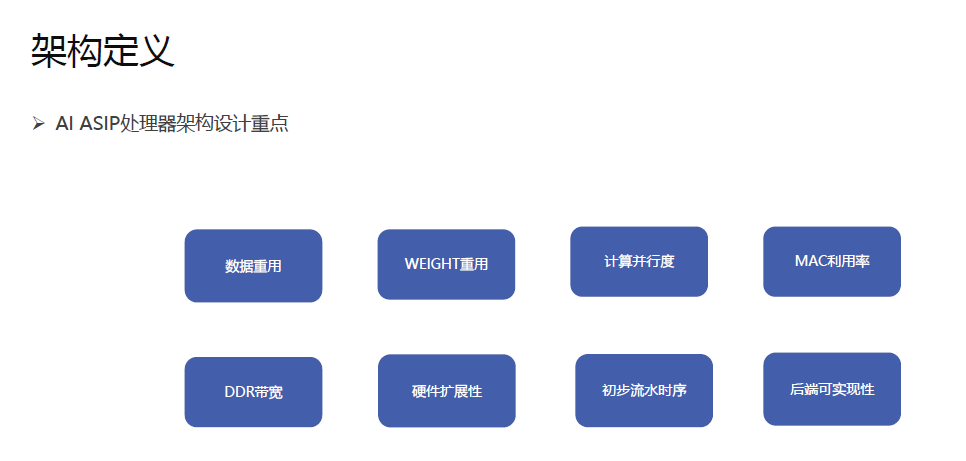 架构定义
➢ AI ASIP处理器架构设计重点
数据重用
WEIGHT重用
计算并行度
MAC利用率
DDR带宽
硬件扩展性
初步流水时序
后端可实现性